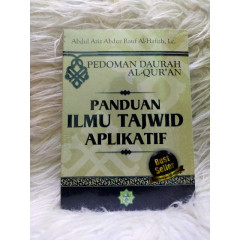 Abdul Aziz Abdur Rauf Al-Hafizh, Lc.
PEDOMAN DAURAH
AL-QUR'AN
PANDUAN
ILMU TAJWID
APLIKATIF
Best
Seller